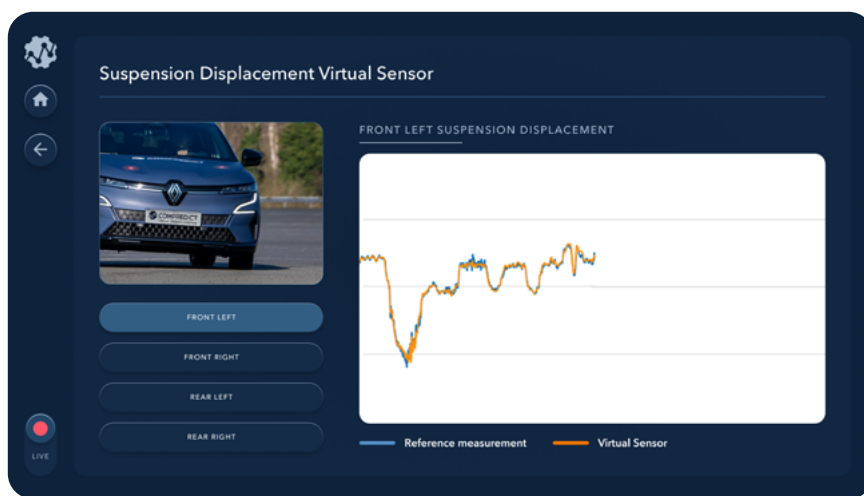 Suspension Displacement Virtual Sensor
FRONT LEFT SUSPENSION DISPLACEMENT
COMPREDICT
FRONT LEFT
FRONT RIGHT
REAR LEFT
REAR RIGHT
LIVE
Reference measurement
Virtual Sensor